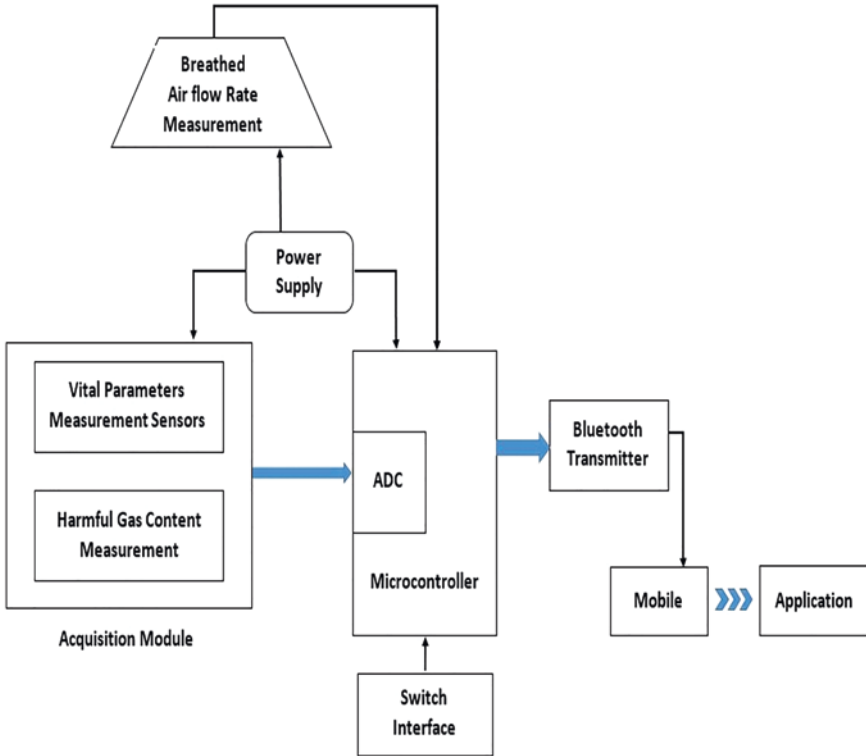 Breathed
Air flow Rate
Measurement
Power
Supply
Vital Parameters
Measurement Sensors
Harmful Gas Content
Measurement
Acquisition Module
ADC
Microcontroller
Switch
Interface
Bluetooth
Transmitter
Mobile
Application